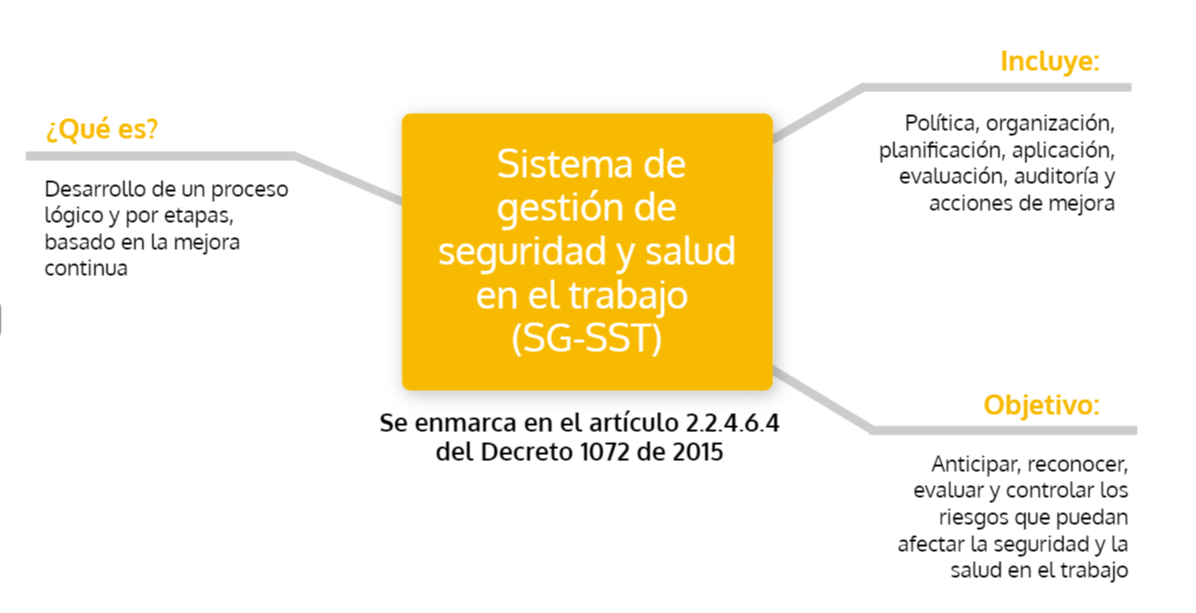 ¿Qué es?
Desarrollo de un proceso
lógico y por etapas,
basado en la mejora
continua
Sistema de
gestión de
seguridad y salud
en el trabajo
(SG-SST)
Se enmarca en el artículo 2.2.4.6.4
del Decreto 1072 de 2015
Incluye:
Política, organización,
planificación, aplicación,
evaluación, auditoría y
acciones de mejora
Objetivo:
Anticipar, reconocer,
evaluar y controlar los
riesgos que puedan
afectar la seguridad y la
salud en el trabajo